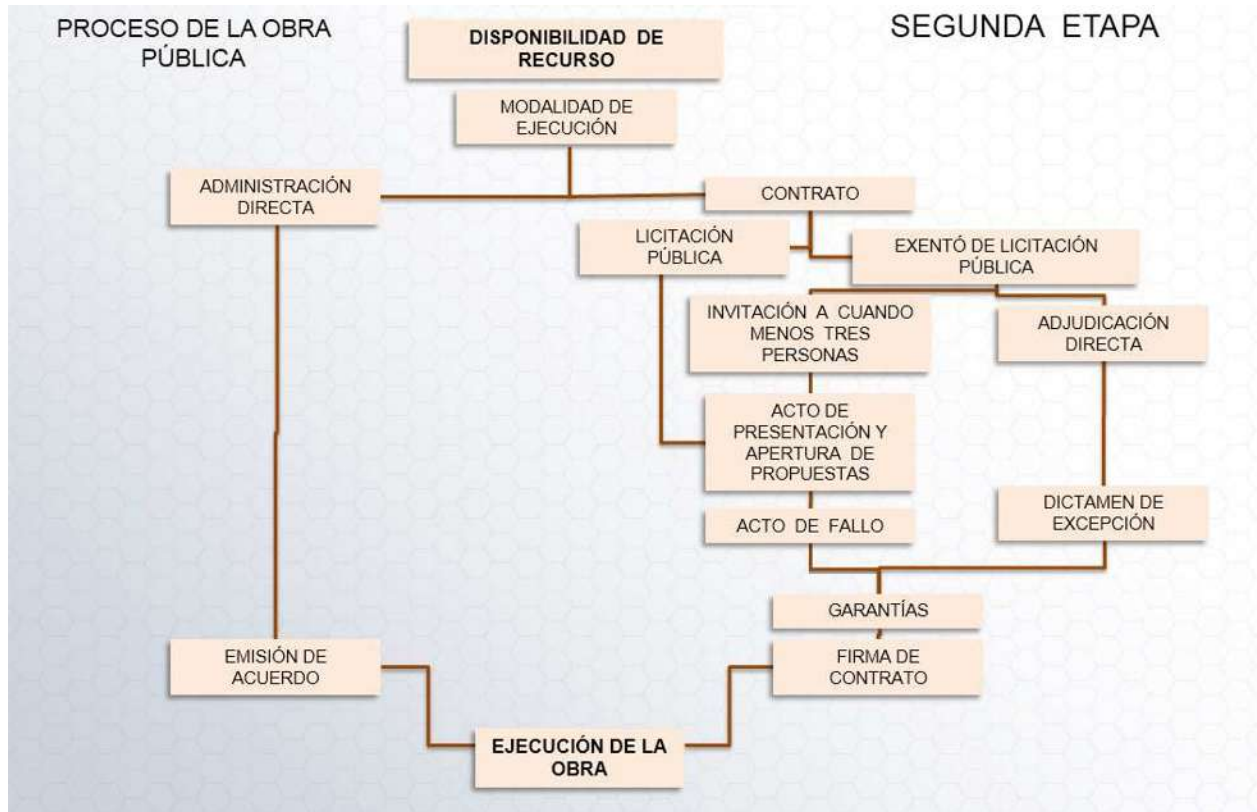 PROCESO DE LA OBRA
PÚBLICA
SEGUNDA ETAPA
DISPONIBILIDAD DE
RECURSO
MODALIDAD DE
EJECUCIÓN
ADMINISTRACIÓN
DIRECTA
CONTRATO
LICITACIÓN
PÚBLICA
EXENTÓ DE LICITACIÓN
PÚBLICA
INVITACIÓN A CUANDO
MENOS TRES
PERSONAS
ADJUDICACIÓN
DIRECTA
ACTO DE
PRESENTACIÓN Y
APERTURA DE
PROPUESTAS
DICTAMEN DE
EXCEPCIÓN
ACTO DE FALLO
GARANTÍAS
EMISIÓN DE
ACUERDO
FIRMA DE
CONTRATO
EJECUCIÓN DE LA
OBRA